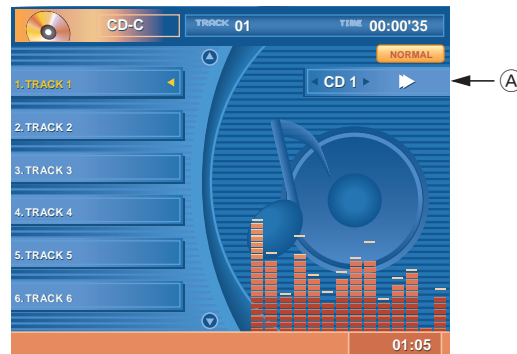 CD-C TRACK 01 TIME 00:00'35
NORMAL
CD 1
A
1.TRACK 1
2.TRACK 2
3.TRACK 3
4.TRACK 4
5.TRACK 5
6.TRACK 6
01:05